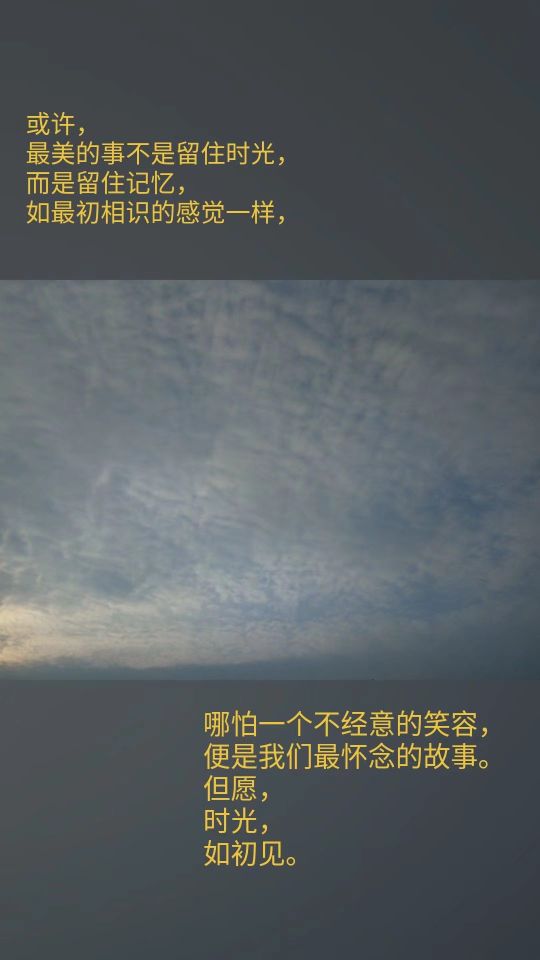 或许，
最美的事不是留住时光，
而是留住记忆，
如最初相识的感觉一样，
哪怕一个不经意的笑容，
便是我们最怀念的故事。
但愿，
时光，
如初见。